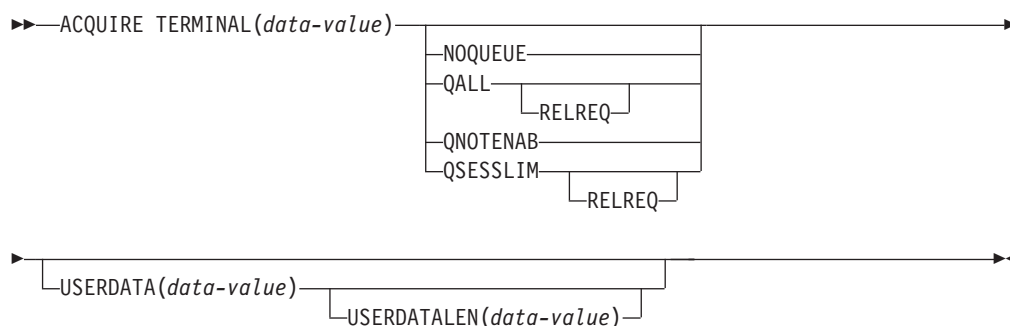 ACQUIRE TERMINAL(data-value)
NOQUEUE
QALL
RELREQ
QNOTENAB
QSESSLIM
RELREQ
USERDATA(data-value)
USERDATALEN(data-value)